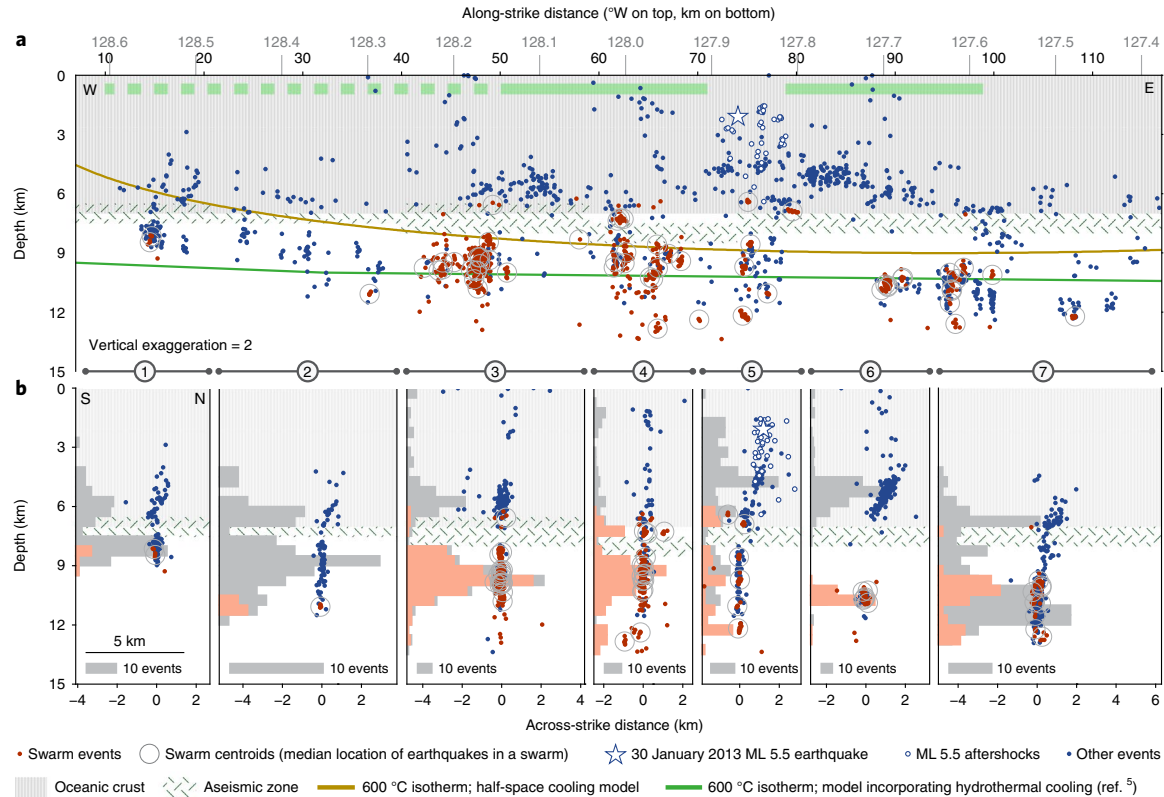 Along-strike distance (°W on top, km on bottom)
a
128.6 128.5 128.4 128.3 128.2 128.1 128.0 127.9 127.8 127.7 127.6 127.5 127.4
10 20 30 40 50 60 70 80 90 100 110
0
W E
3
6
9
12
15
Depth (km)
Vertical exaggeration = 2
1 2 3 4 5 6 7
b
S N
0
3
6
9
12
15
Depth (km)
5 km
10 events 10 events 10 events 10 events 10 events 10 events 10 events
−4 −2 0 2 −4 −2 0 2 −4 −2 0 2 4 −2 0 2 0 2 −2 0 2 −4 −2 0 2 4 6
Across-strike distance (km)
Swarm events Swarm centroids (median location of earthquakes in a swarm) 30 January 2013 ML 5.5 earthquake ML 5.5 aftershocks Other events
Oceanic crust Aseismic zone 600 °C isotherm; half-space cooling model 600 °C isotherm; model incorporating hydrothermal cooling (ref. 5)